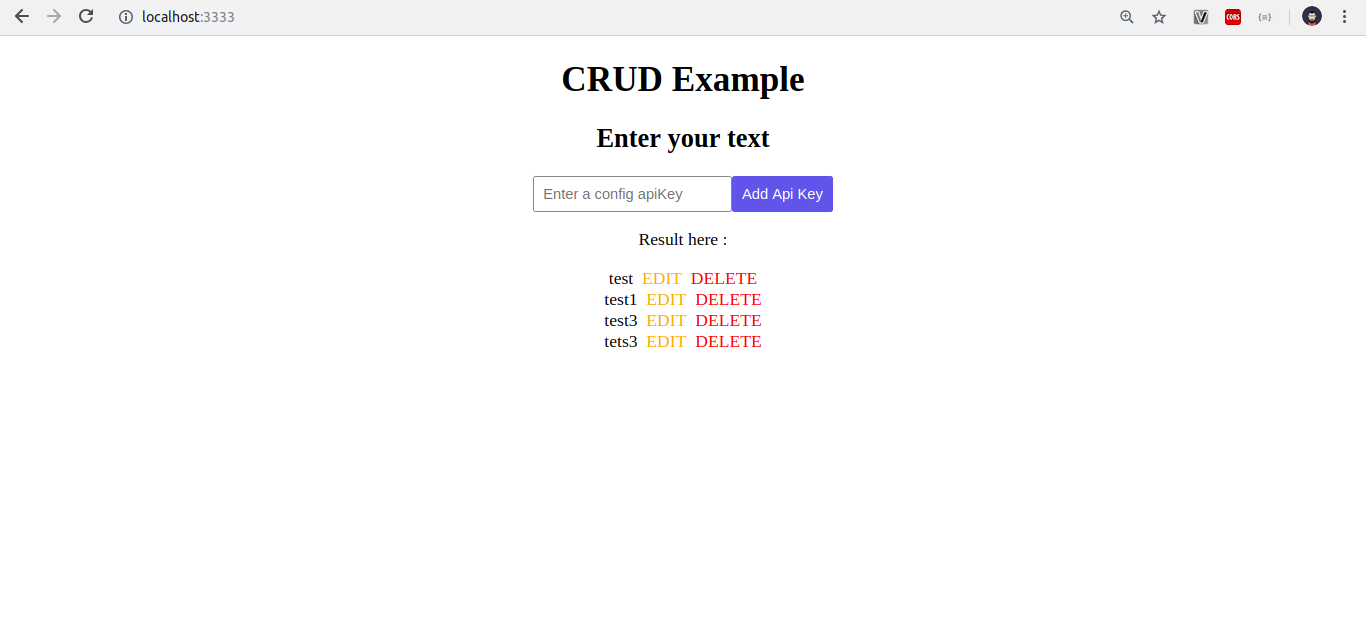 localhost:3333
CORS
CRUD Example
Enter your text
Enter a config apiKey Add Api Key
Result here :
test EDIT DELETE
test1 EDIT DELETE
test3 EDIT DELETE
tets3 EDIT DELETE